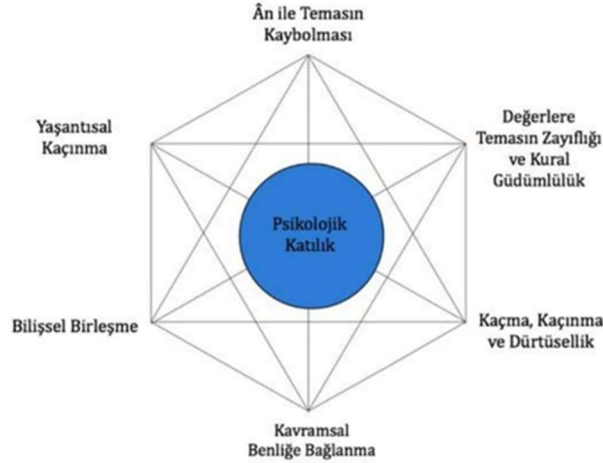 Ân ile Temasın
Kaybolması
Yaşantısal
Kaçınma
Değerlere
Temasın Zayıflığı
ve Kural
Güdümlülük
Psikolojik
Katılık
Bilişsel Birleşme
Kaçma, Kaçınma
ve Dürtüsellik
Kavramsal
Benliğe Bağlanma